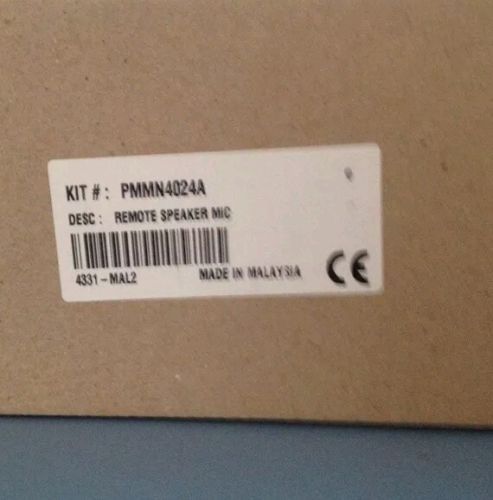 KIT # : PMMN4024A
DESC : REMOTE SPEAKER MIC
4331-MAL2 MADE IN MALAYSIA CE